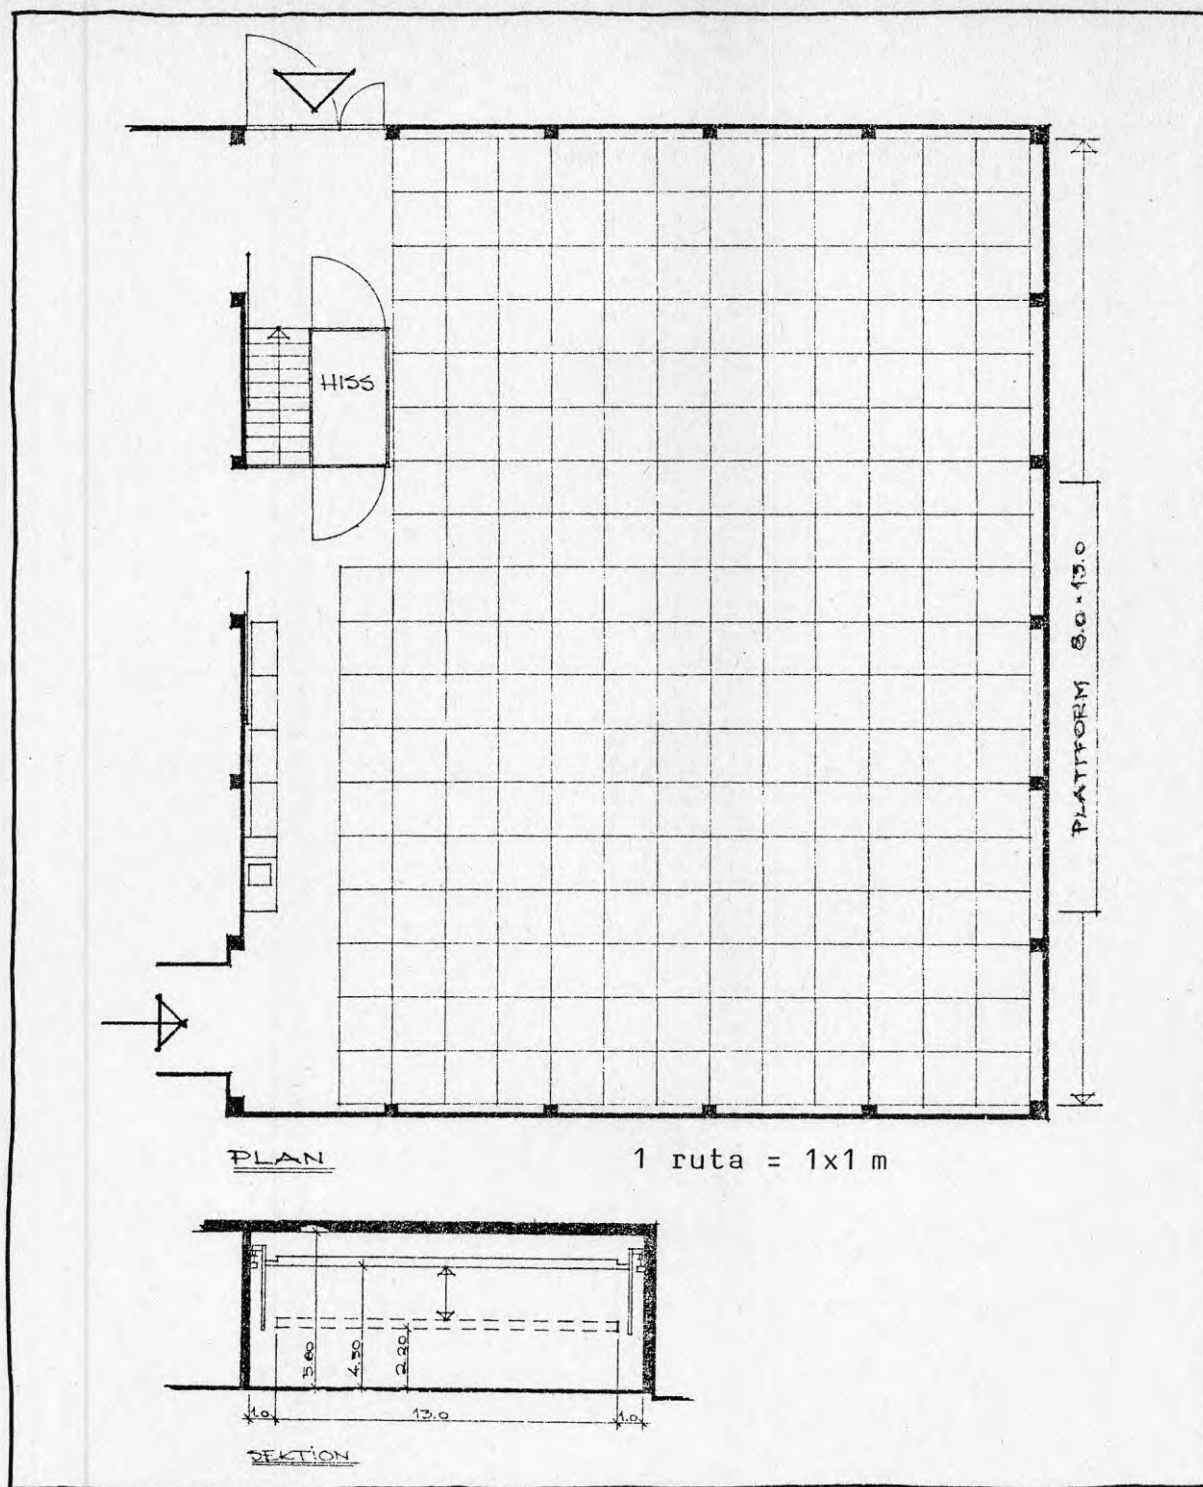 HISS
PLATTFORM 8.0 × 13.0
PLAN
1 ruta = 1x1 m
5.80
4.30
2.20
1.0
13.0
1.0
SEKTION